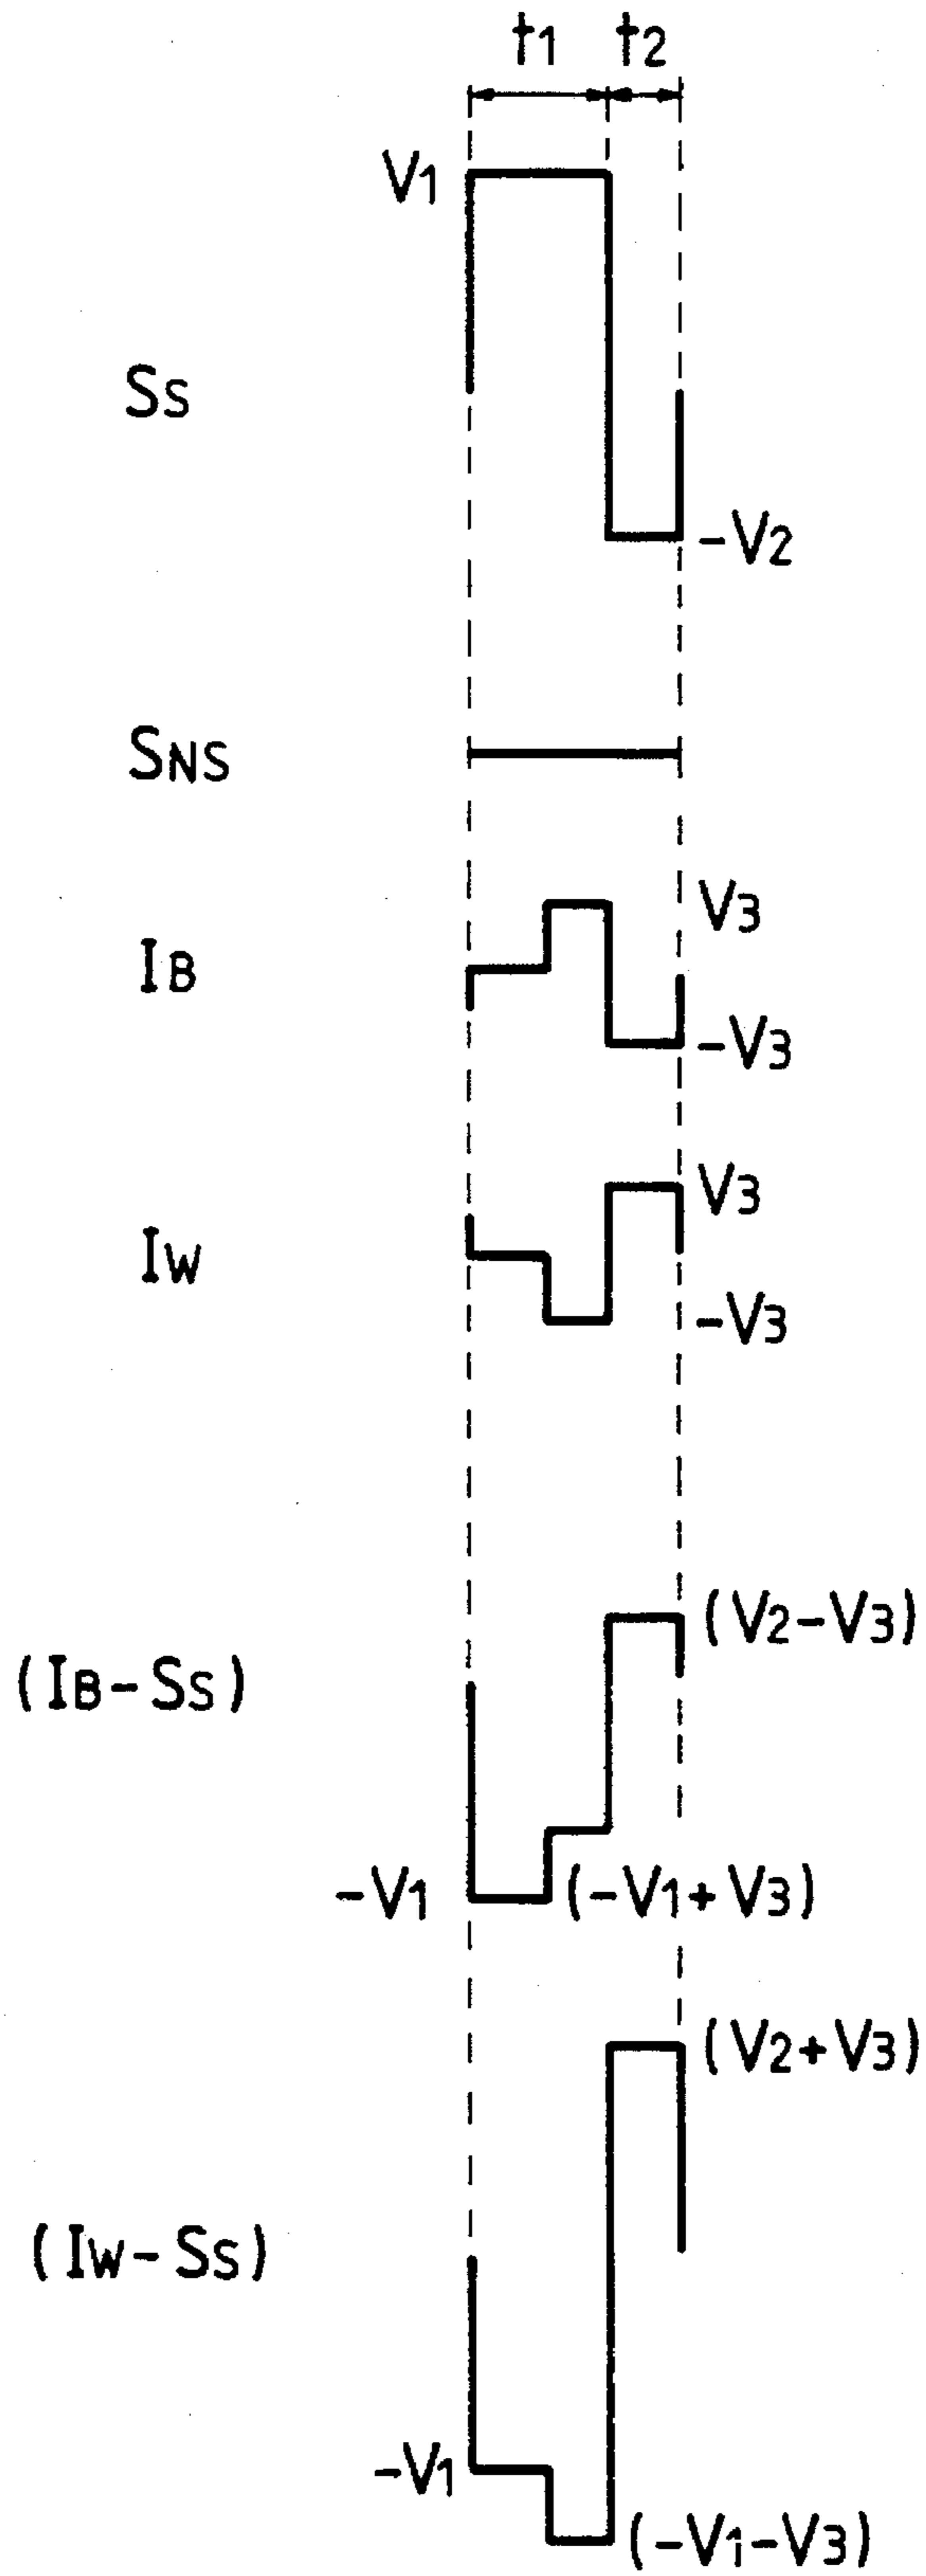 t1 t2
V1
SS
-V2
SNS
V3
IB
-V3
V3
IW
-V3
(V2-V3)
(IB-SS)
-V1 (-V1+V3)
(V2+V3)
(IW-SS)
-V1
(-V1-V3)